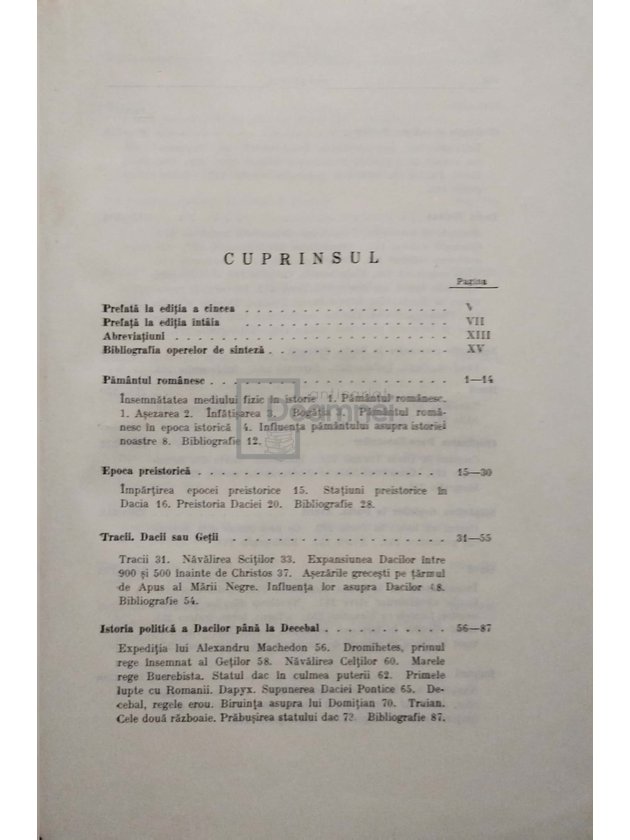 CUPRINSUL
Pagina
Prefată la ediția a cincea . . . . . . . . . . . . . . . . . . V
Prefață la ediția întâia . . . . . . . . . . . . . . . . . . VII
Abreviațiuni . . . . . . . . . . . . . . . . . . . . . . XIII
Bibliografia operelor de sinteză . . . . . . . . . . . . . . . . XV
Pământul românesc . . . . . . . . . . . . . . . . . . . . 1—14
Însemnătatea mediului fizic în istorie 1. Pământul românesc.
1. Așezarea 2. Înfățișarea 3. Bogăția Pământul româ-
nesc în epoca istorică 4. Influența pământului asupra istoriei
noastre 8. Bibliografie 12.
Epoca preistorică . . . . . . . . . . . . . . . . . . . . 15—30
Împărțirea epocei preistorice 15. Stațiuni preistorice în
Dacia 16. Preistoria Daciei 20. Bibliografie 28.
Tracii. Dacii sau Geții . . . . . . . . . . . . . . . . . . 31—55
Tracii 31. Năvălirea Sciților 33. Expansiunea Dacilor între
900 și 500 înainte de Christos 37. Așezările grecești pe țărmul
de Apus al Mării Negre. Influența lor asupra Dacilor 8.
Bibliografie 54.
Istoria politică a Dacilor până la Decebal . . . . . . . . . . . 56—87
Expediția lui Alexandru Machedon 56. Dromihetes, primul
rege însemnat al Geților 58. Năvălirea Celților 60. Marele
rege Buerebista. Statul dac în culmea puterii 62. Primele
lupte cu Romanii. Dapyx. Supunerea Daciei Pontice 65. De-
cebal, regele erou. Biruința asupra lui Domițian 70. Traian.
Cele două războaie. Prăbușirea statului dac 72 Bibliografie 87.